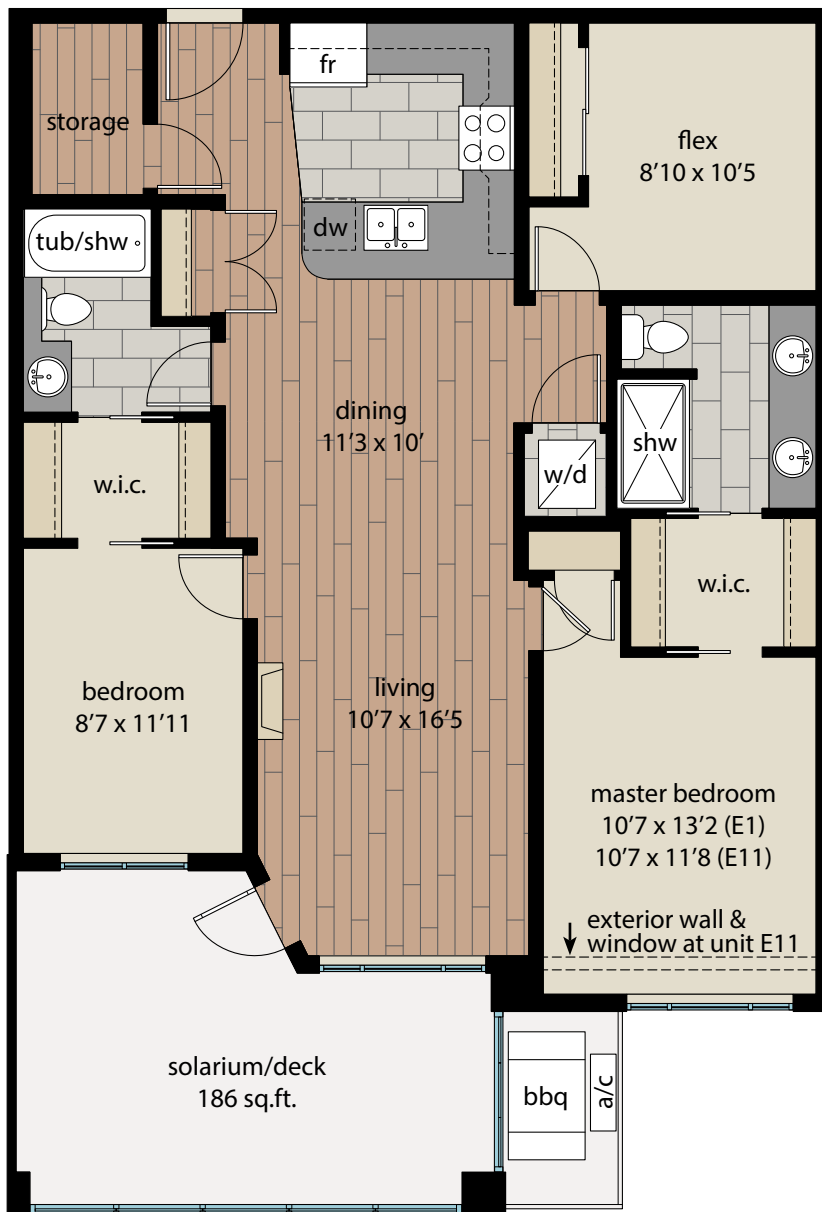 fr
storage
flex
8’10 x 10’5
tub/shw
dw
dining
11’3 x 10’
shw
w/d
w.i.c.
w.i.c.
bedroom
8’7 x 11’11
living
10’7 x 16’5
master bedroom
10’7 x 13’2 (E1)
10’7 x 11’8 (E11)
exterior wall &
window at unit E11
solarium/deck
186 sq.ft.
bbq
a/c